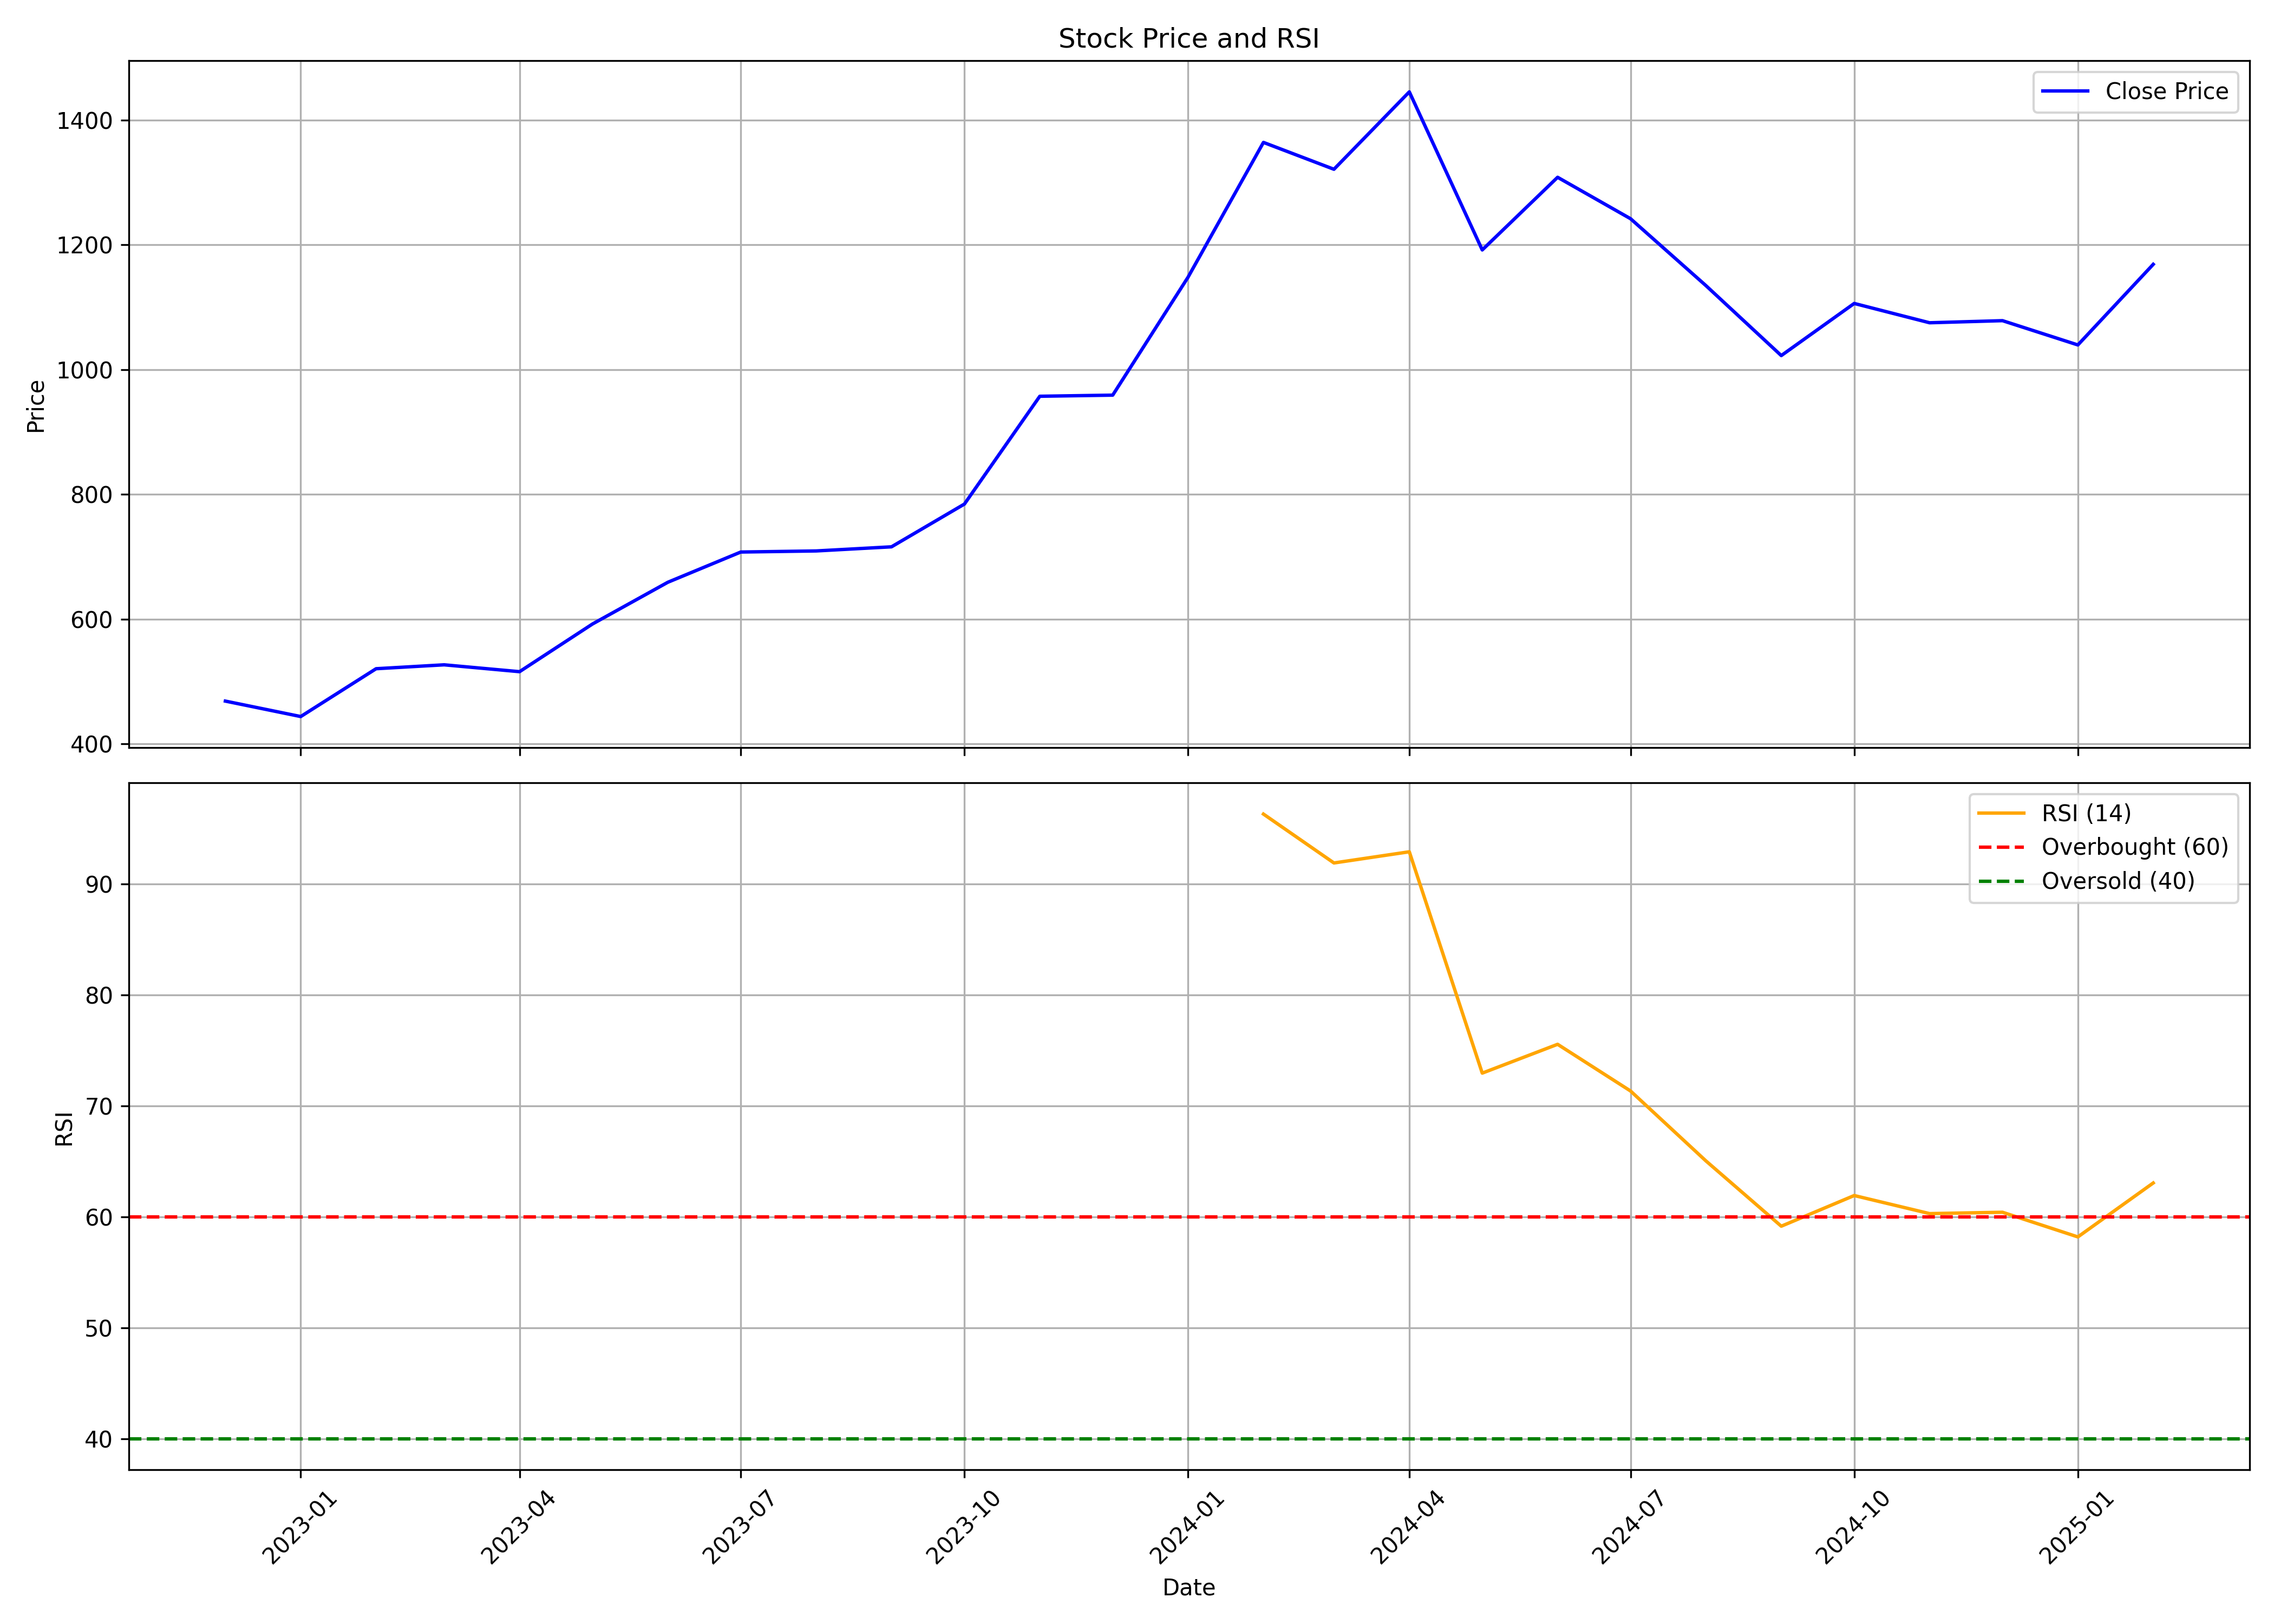 Stock Price and RSI
Close Price
1400
1200
1000
800
600
400
Price
RSI (14)
Overbought (60)
Oversold (40)
90
80
70
60
50
40
RSI
2023-01
2023-04
2023-07
2023-10
2024-01
2024-04
2024-07
2024-10
2025-01
Date